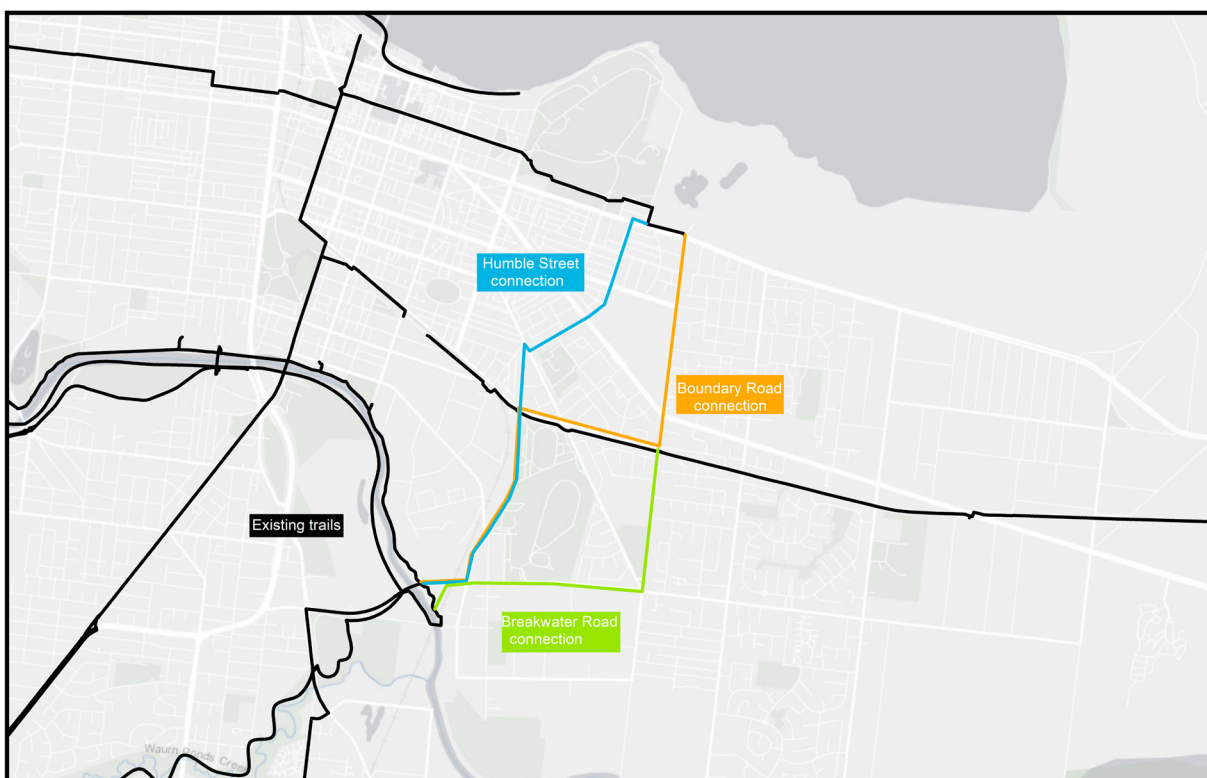 Humble Street
connection
Boundary Road
connection
Existing trails
Breakwater Road
connection
Waurn Ponds Creek